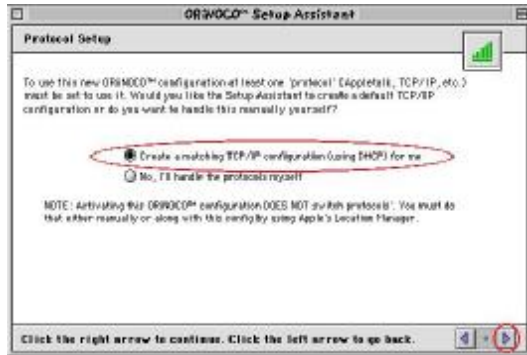 ORiNOCO™ Setup Assistant
Protocol Setup
To use this new ORiNOCO™ configuration at least one 'protocol' (Appletalk, TCP/IP, etc.)
must be set to use it. Would you like the Setup Assistant to create a default TCP/IP
configuration or do you want to handle this manually yourself?
Create a matching TCP/IP configuration (using DHCP) for me
No, I'll handle the protocols myself
NOTE: Activating this ORiNOCO™ configuration DOES NOT switch protocols'. You must do
that either manually or along with this config by using Apple's Location Manager.
Click the right arrow to continue. Click the left arrow to go back.